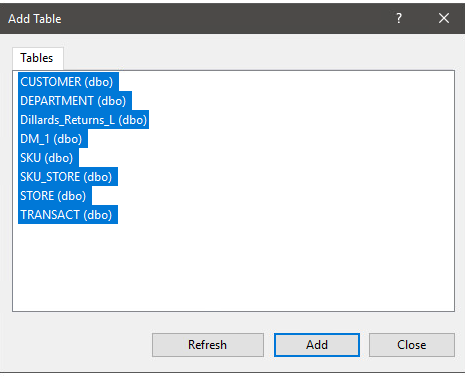 Add Table
?
Tables
CUSTOMER (dbo)
DEPARTMENT (dbo)
Dillards_Returns_L (dbo)
DM_1 (dbo)
SKU (dbo)
SKU_STORE (dbo)
STORE (dbo)
TRANSACT (dbo)
Refresh
Add
Close